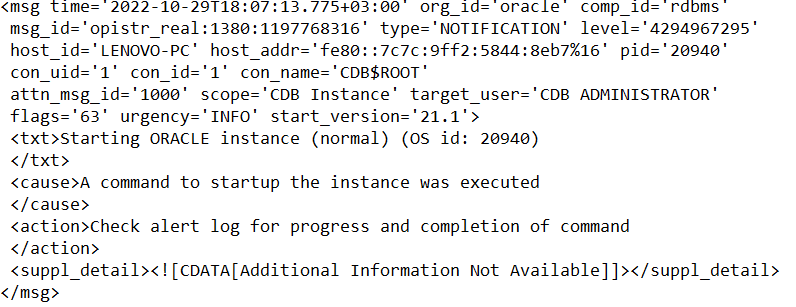 <msg time='2022-10-29T18:07:13.775+03:00' org_id='oracle' comp_id='rdbms'
msg_id='opistr_real:1380:1197768316' type='NOTIFICATION' level='4294967295'
host_id='LENOVO-PC' host_addr='fe80::7c7c:9ff2:5844:8eb7%16' pid='20940'
con_uid='1' con_id='1' con_name='CDB$ROOT'
attn_msg_id='1000' scope='CDB Instance' target_user='CDB ADMINISTRATOR'
flags='63' urgency='INFO' start_version='21.1'>
<txt>Starting ORACLE instance (normal) (OS id: 20940)
</txt>
<cause>A command to startup the instance was executed
</cause>
<action>Check alert log for progress and completion of command
</action>
<suppl_detail><![CDATA[Additional Information Not Available]]></suppl_detail>
</msg>